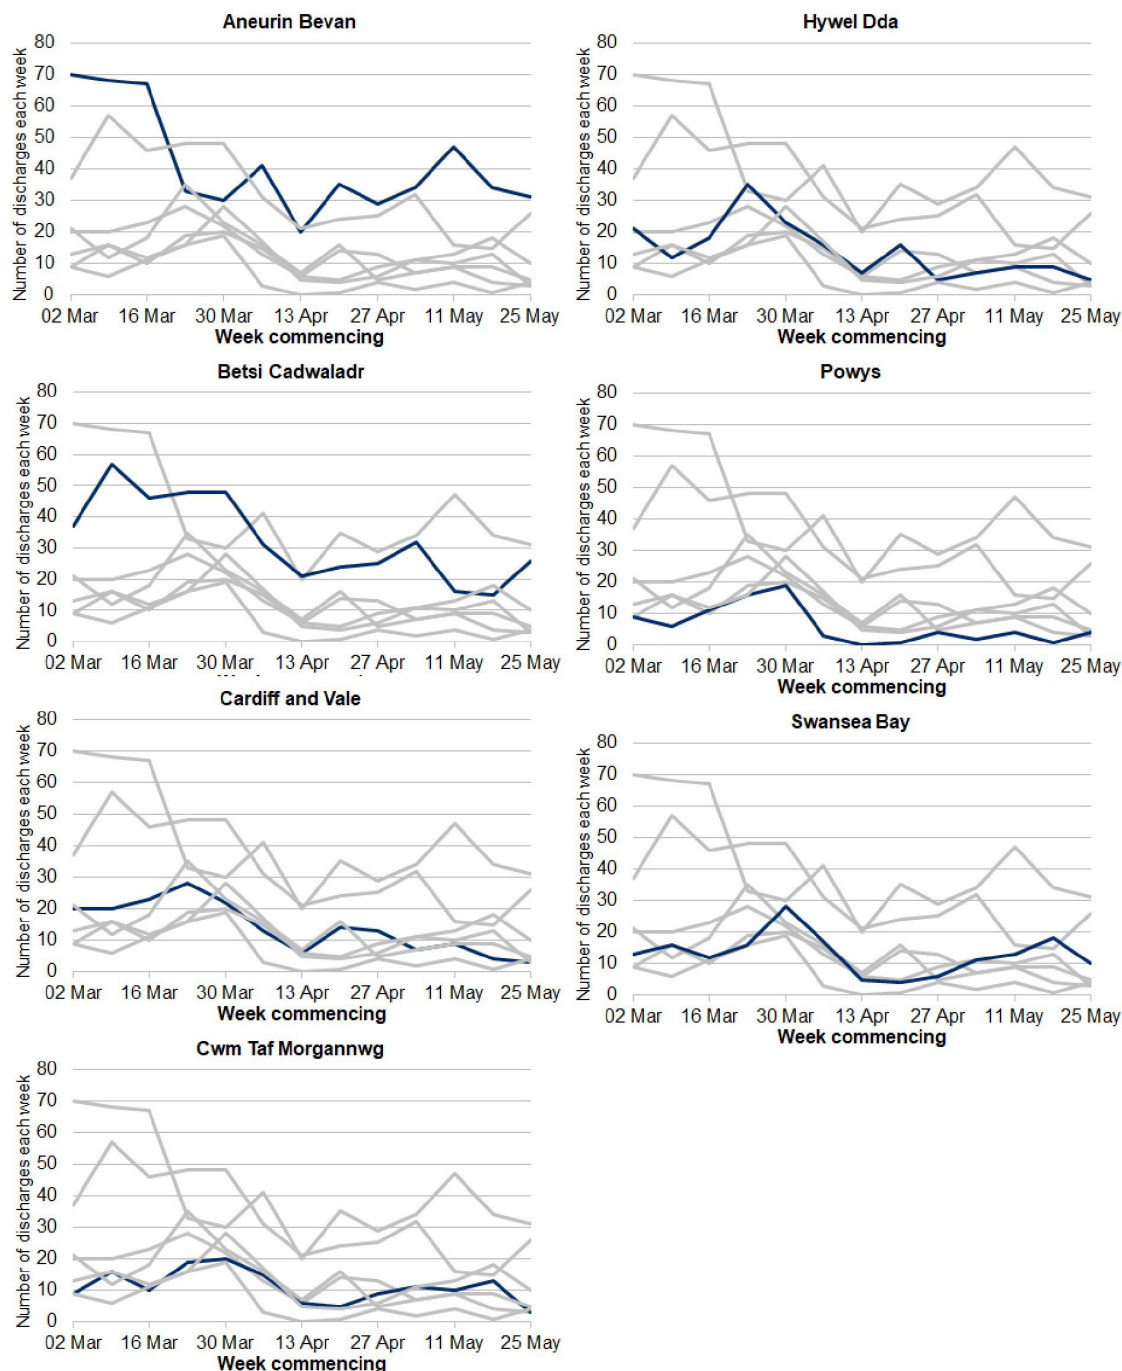 Aneurin Bevan
Number of discharges each week
80
70
60
50
40
30
20
10
0
02 Mar 16 Mar 30 Mar 13 Apr 27 Apr 11 May 25 May
Week commencing
Hywel Dda
Number of discharges each week
80
70
60
50
40
30
20
10
0
02 Mar 16 Mar 30 Mar 13 Apr 27 Apr 11 May 25 May
Week commencing
Betsi Cadwaladr
Number of discharges each week
80
70
60
50
40
30
20
10
0
02 Mar 16 Mar 30 Mar 13 Apr 27 Apr 11 May 25 May
Powys
Number of discharges each week
80
70
60
50
40
30
20
10
0
02 Mar 16 Mar 30 Mar 13 Apr 27 Apr 11 May 25 May
Week commencing
Cardiff and Vale
Number of discharges each week
80
70
60
50
40
30
20
10
0
02 Mar 16 Mar 30 Mar 13 Apr 27 Apr 11 May 25 May
Week commencing
Swansea Bay
Number of discharges each week
80
70
60
50
40
30
20
10
0
02 Mar 16 Mar 30 Mar 13 Apr 27 Apr 11 May 25 May
Week commencing
Cwm Taf Morgannwg
Number of discharges each week
80
70
60
50
40
30
20
10
0
02 Mar 16 Mar 30 Mar 13 Apr 27 Apr 11 May 25 May
Week commencing